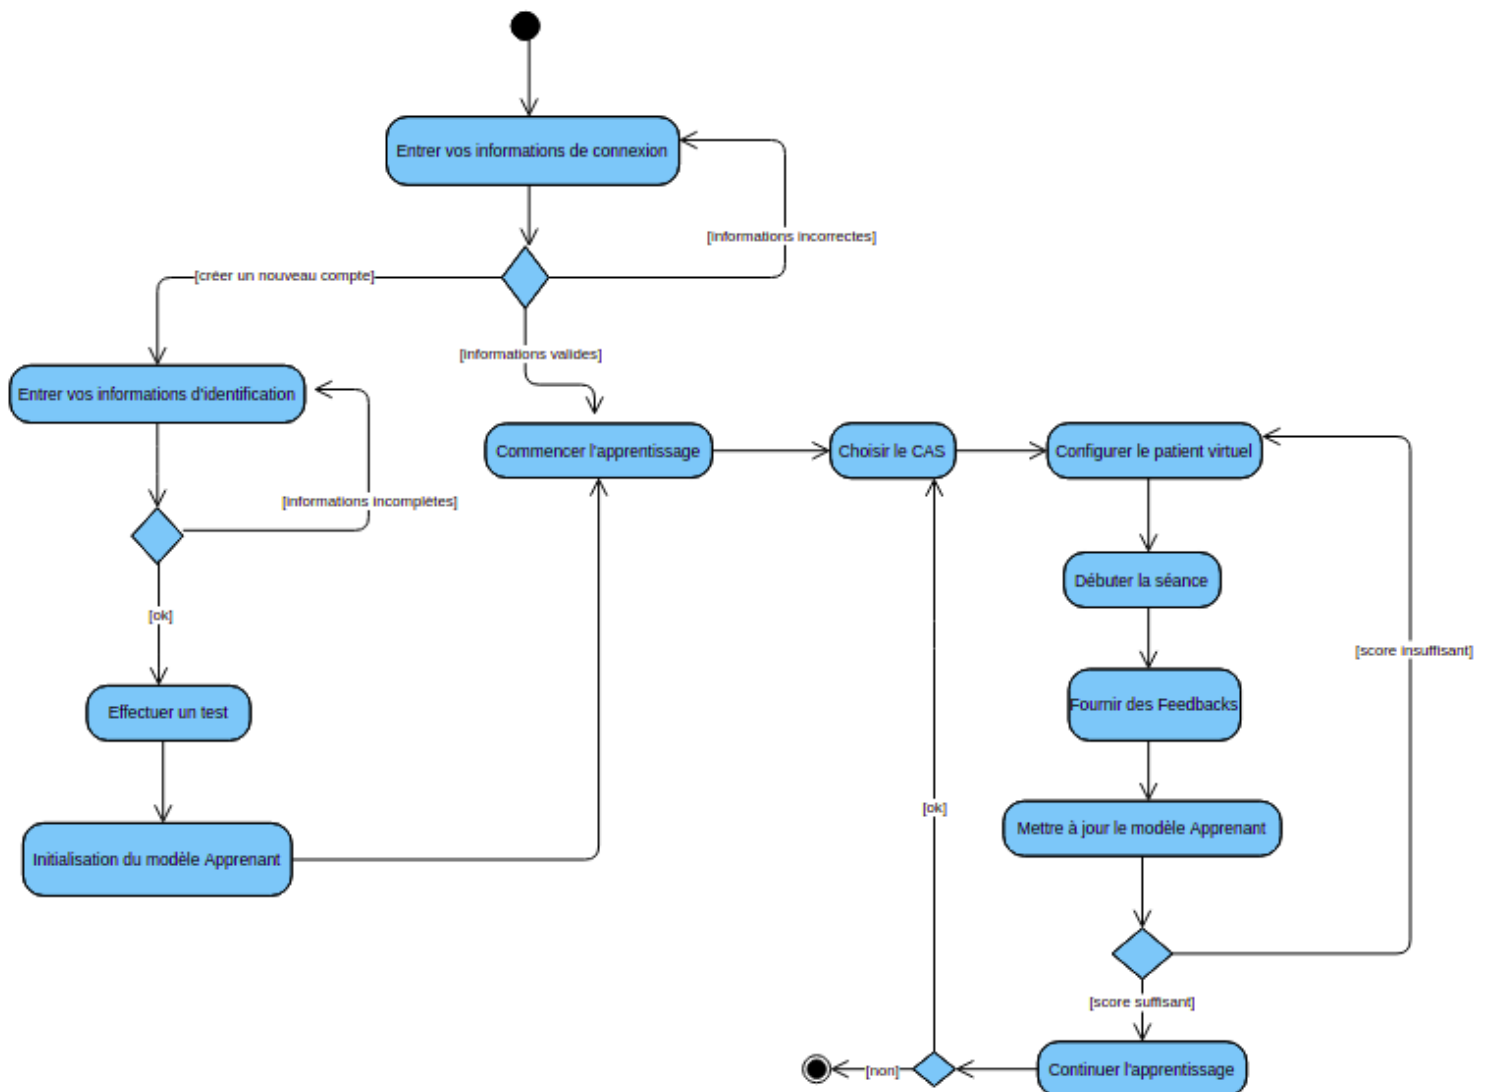 Entrer vos informations de connexion
[informations incorrectes]
[créer un nouveau compte]
[informations valides]
Entrer vos informations d'identification
Commencer l'apprentissage
Choisir le CAS
Configurer le patient virtuel
[informations incomplètes]
Débuter la séance
[ok]
[score insuffisant]
Effectuer un test
Fournir des Feedbacks
[ok]
Mettre à jour le modèle Apprenant
Initialisation du modèle Apprenant
[score suffisant]
[non]
Continuer l'apprentissage